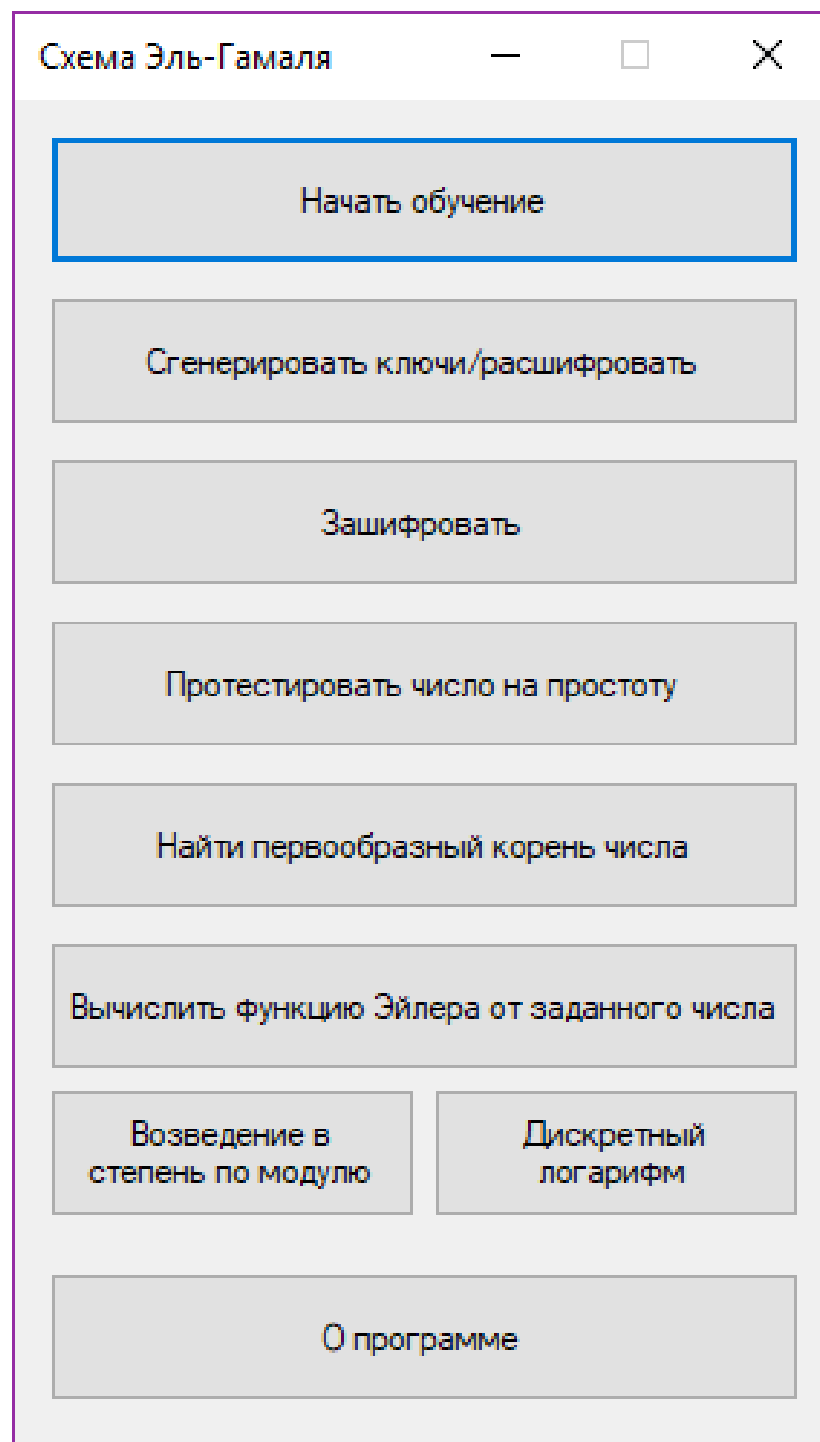 Схема Эль-Гамаля
Начать обучение
Сгенерировать ключи/расшифровать
Зашифровать
Протестировать число на простоту
Найти первообразный корень числа
Вычислить функцию Эйлера от заданного числа
Возведение в
степень по модулю
Дискретный
логарифм
О программе